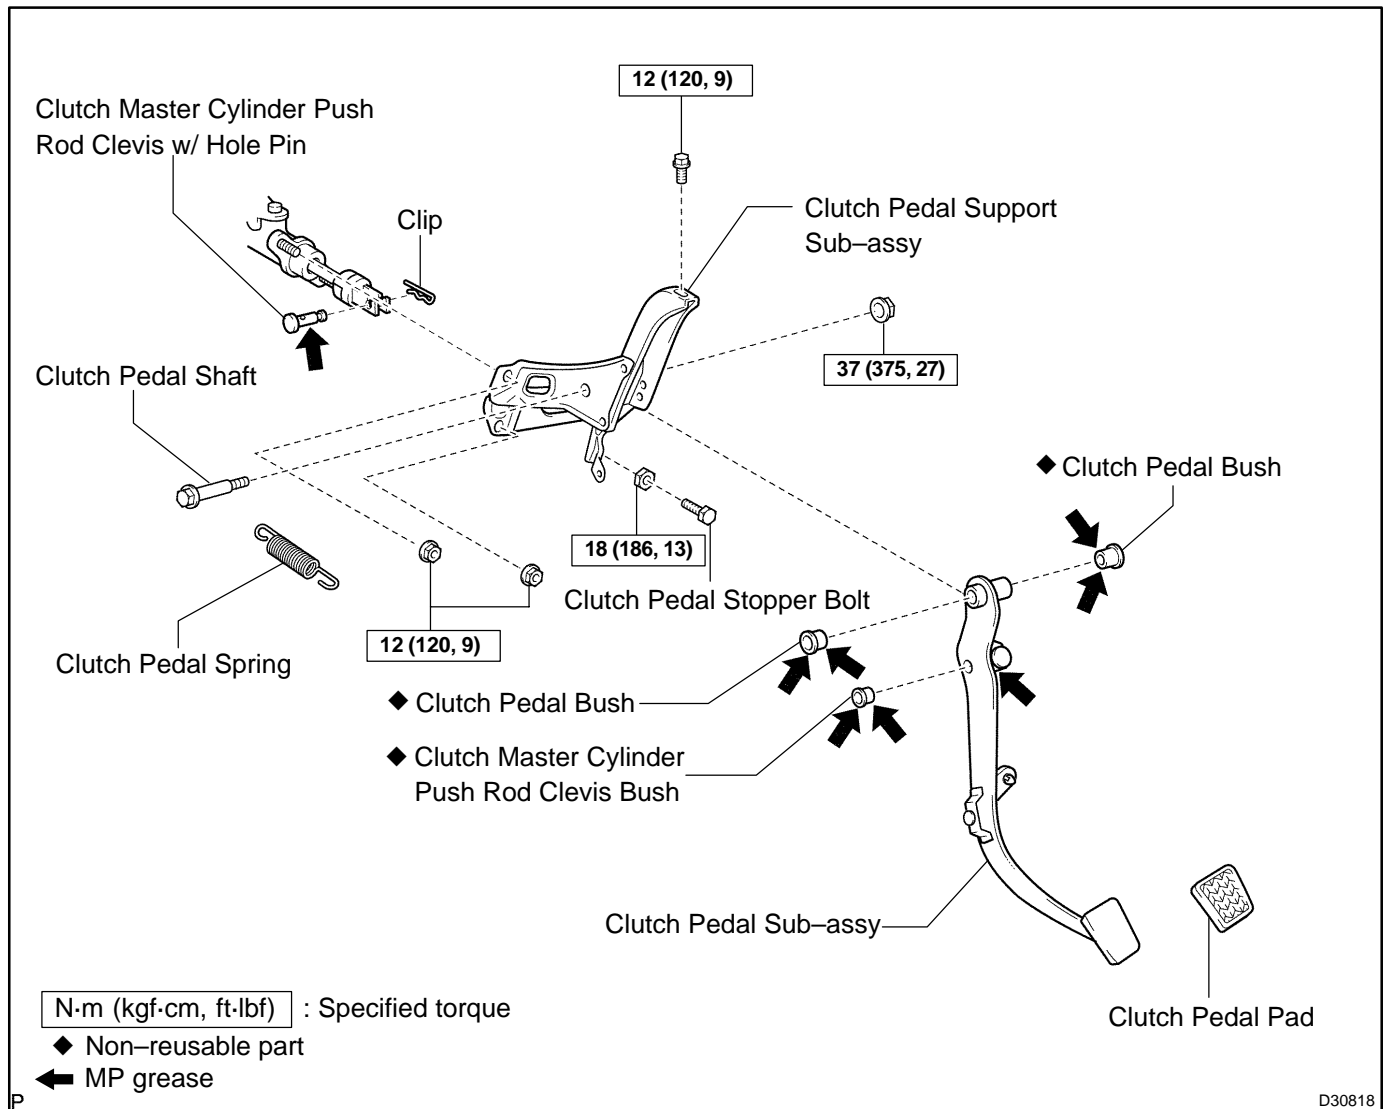 12 (120, 9)
Clutch Master Cylinder Push
Rod Clevis w/ Hole Pin
Clip
Clutch Pedal Support
Sub–assy
37 (375, 27)
Clutch Pedal Shaft
◆ Clutch Pedal Bush
18 (186, 13)
Clutch Pedal Stopper Bolt
12 (120, 9)
Clutch Pedal Spring
◆ Clutch Pedal Bush
◆ Clutch Master Cylinder
Push Rod Clevis Bush
Clutch Pedal Sub–assy
Clutch Pedal Pad
N·m (kgf·cm, ft·lbf) : Specified torque
◆ Non–reusable part
MP grease
P
D30818